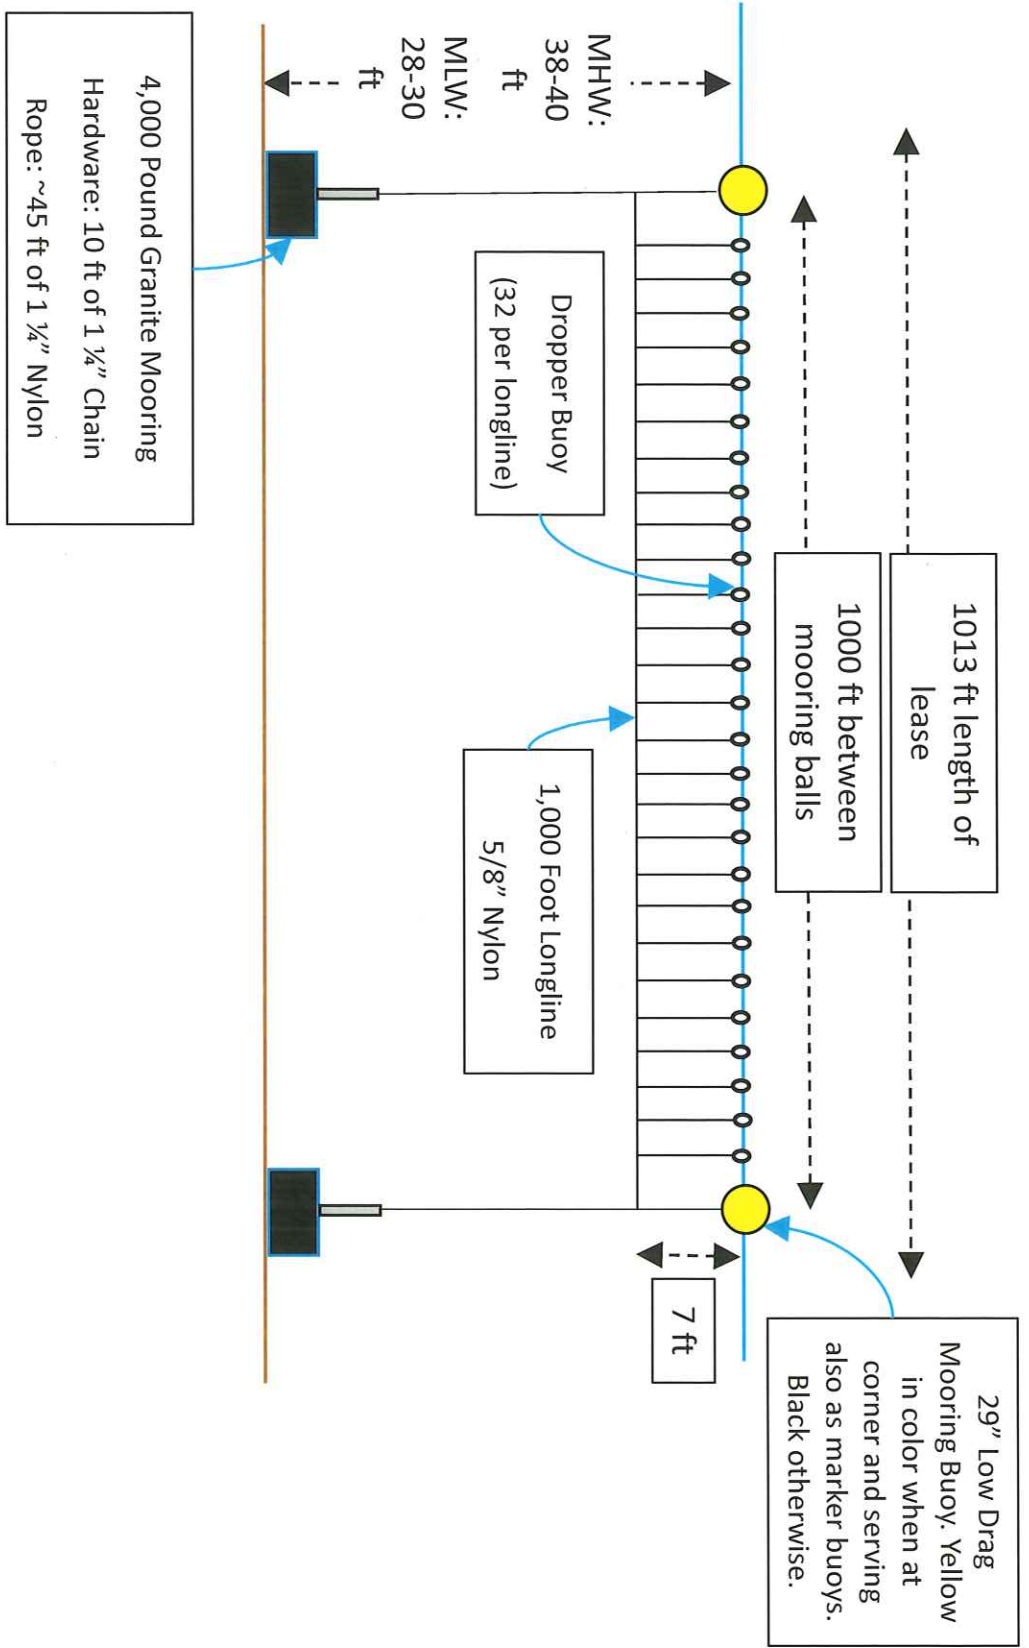 1013 ft length of
lease
1000 ft between
mooring balls
29” Low Drag
Mooring Buoy. Yellow
in color when at
corner and serving
also as marker buoys.
Black otherwise.
MHW:
38-40
ft
MLW:
28-30
ft
7 ft
Dropper Buoy
(32 per longline)
1,000 Foot Longline
5/8” Nylon
4,000 Pound Granite Mooring
Hardware: 10 ft of 1 ¼” Chain
Rope: ~45 ft of 1 ¼” Nylon